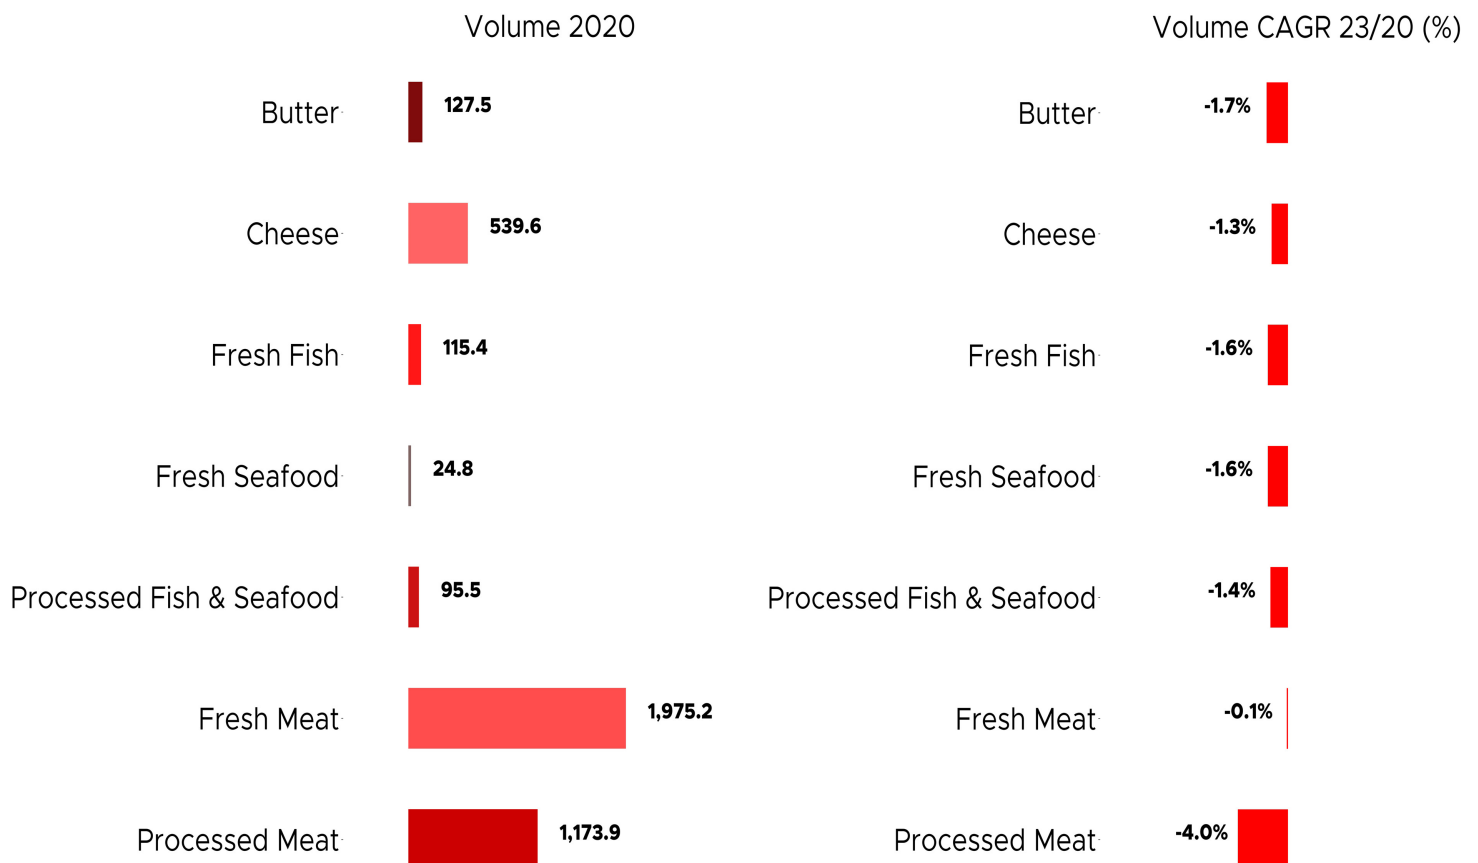 Volume 2020
Butter
127.5
Cheese
539.6
Fresh Fish
115.4
Fresh Seafood
24.8
Processed Fish & Seafood
95.5
Fresh Meat
1,975.2
Processed Meat
1,173.9
Volume CAGR 23/20 (%)
Butter
-1.7%
Cheese
-1.3%
Fresh Fish
-1.6%
Fresh Seafood
-1.6%
Processed Fish & Seafood
-1.4%
Fresh Meat
-0.1%
Processed Meat
-4.0%